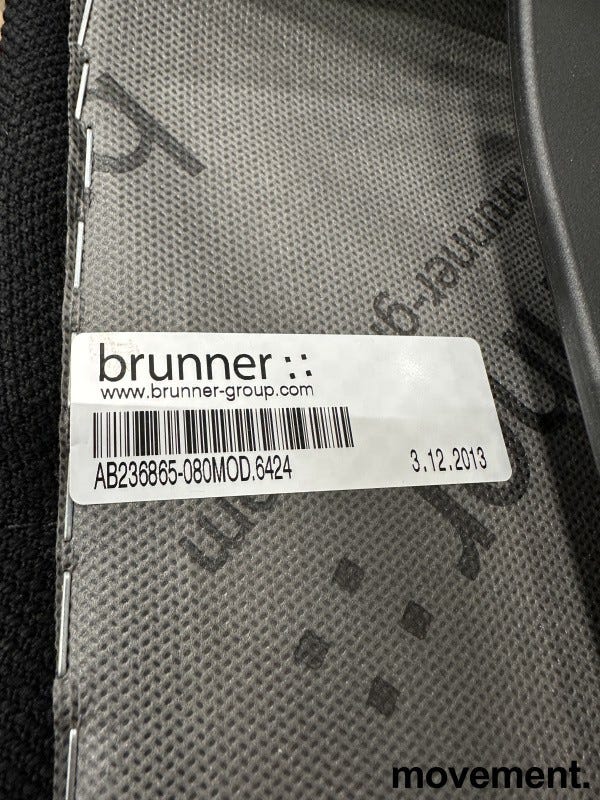 brunner ::
www.brunner-group.com
AB236865-080MOD.6424
3.12.2013
movement.